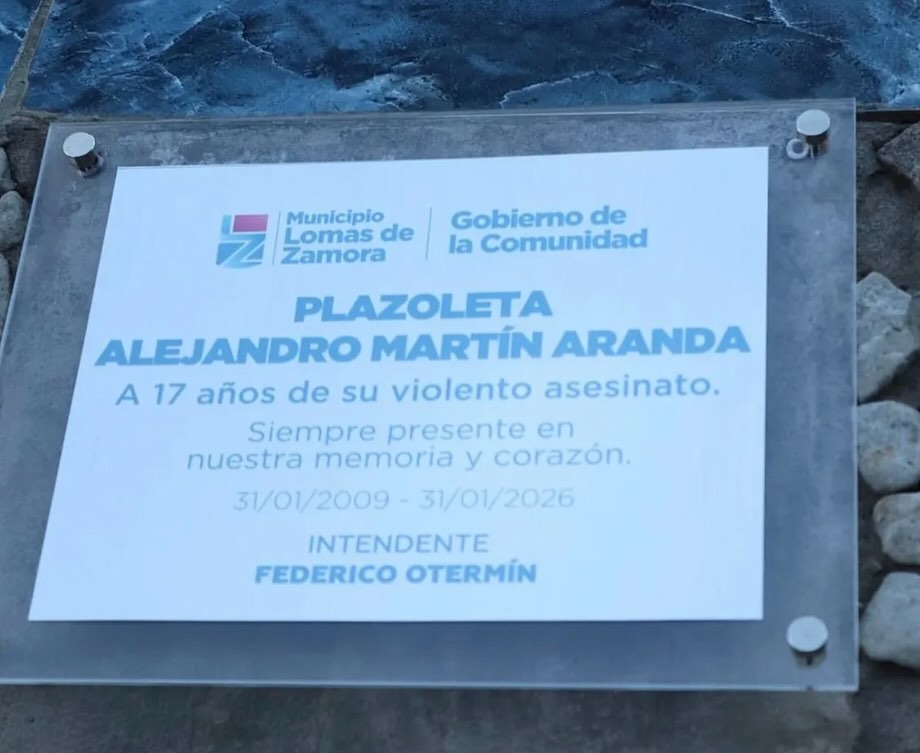 Municipio
Lomas de
Zamora
Gobierno de
la Comunidad
PLAZOLETA
ALEJANDRO MARTÍN ARANDA
A 17 años de su violento asesinato.
Siempre presente en
nuestra memoria y corazón.
31/01/2009 - 31/01/2026
INTENDENTE
FEDERICO OTERMÍN